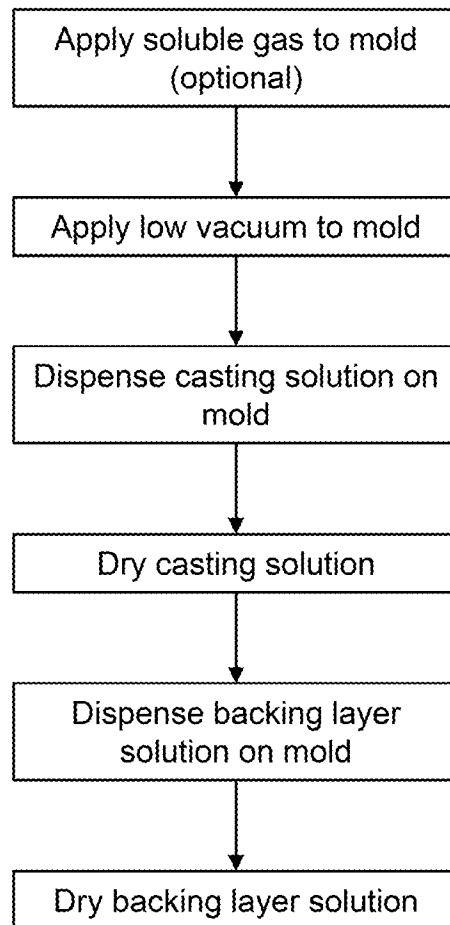 Apply soluble gas to mold
(optional)
Apply low vacuum to mold
Dispense casting solution on
mold
Dry casting solution
Dispense backing layer
solution on mold
Dry backing layer solution